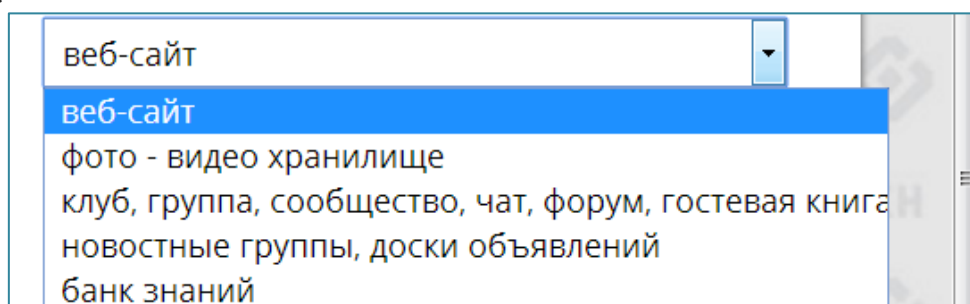 веб-сайт
веб-сайт
фото - видео хранилище
клуб, группа, сообщество, чат, форум, гостевая книга
новостные группы, доски объявлений
банк знаний